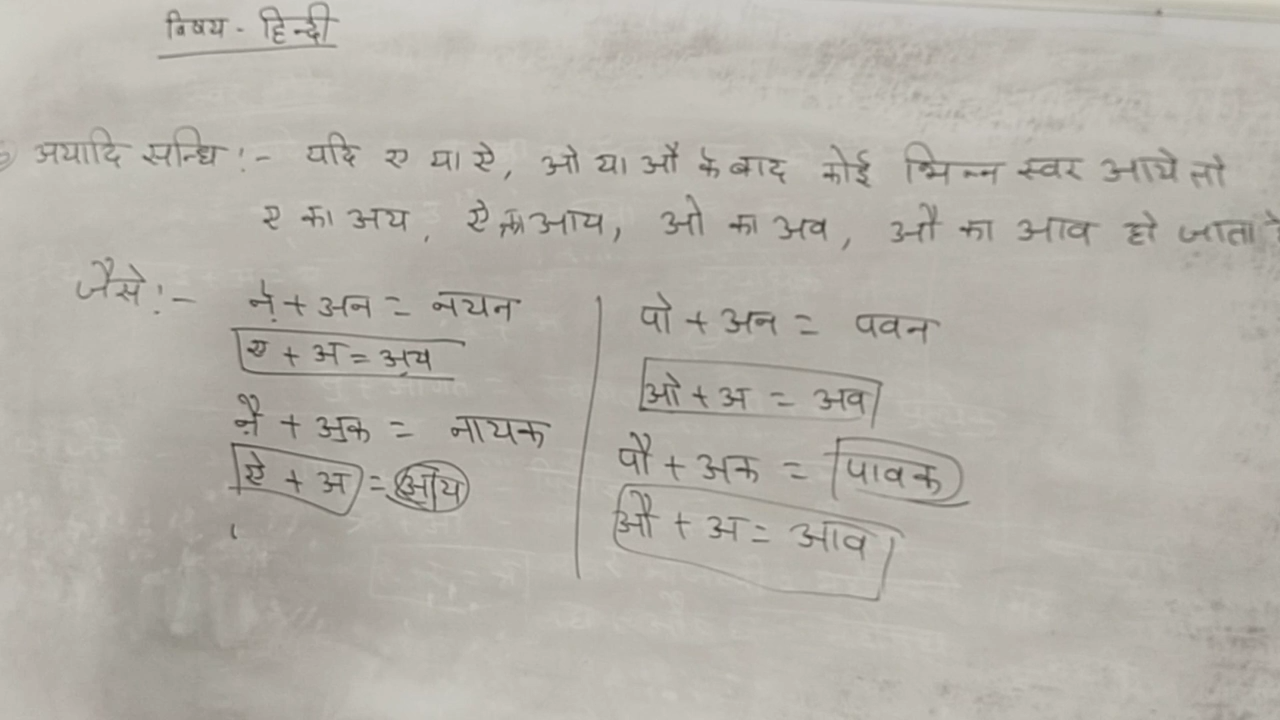 विषय - हिन्दी
अयादि सन्धि :- यदि ए या ऐ, ओ या औ के बाद कोई भिन्न स्वर आये तो
ए का अय, ऐ का आय, ओ का अव, औ का आव हो जाता
जैसे :- ने + अन = नयन
ए + अ = अय
नै + अक = नायक
ऐ + अ = आय
पो + अन = पवन
ओ + अ = अव
पौ + अक = पावक
औ + अ = आव